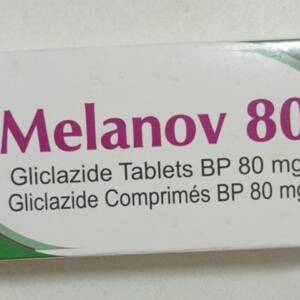 Melanov 80
Gliclazide Tablets BP 80 mg
Gliclazide Comprimés BP 80 mg